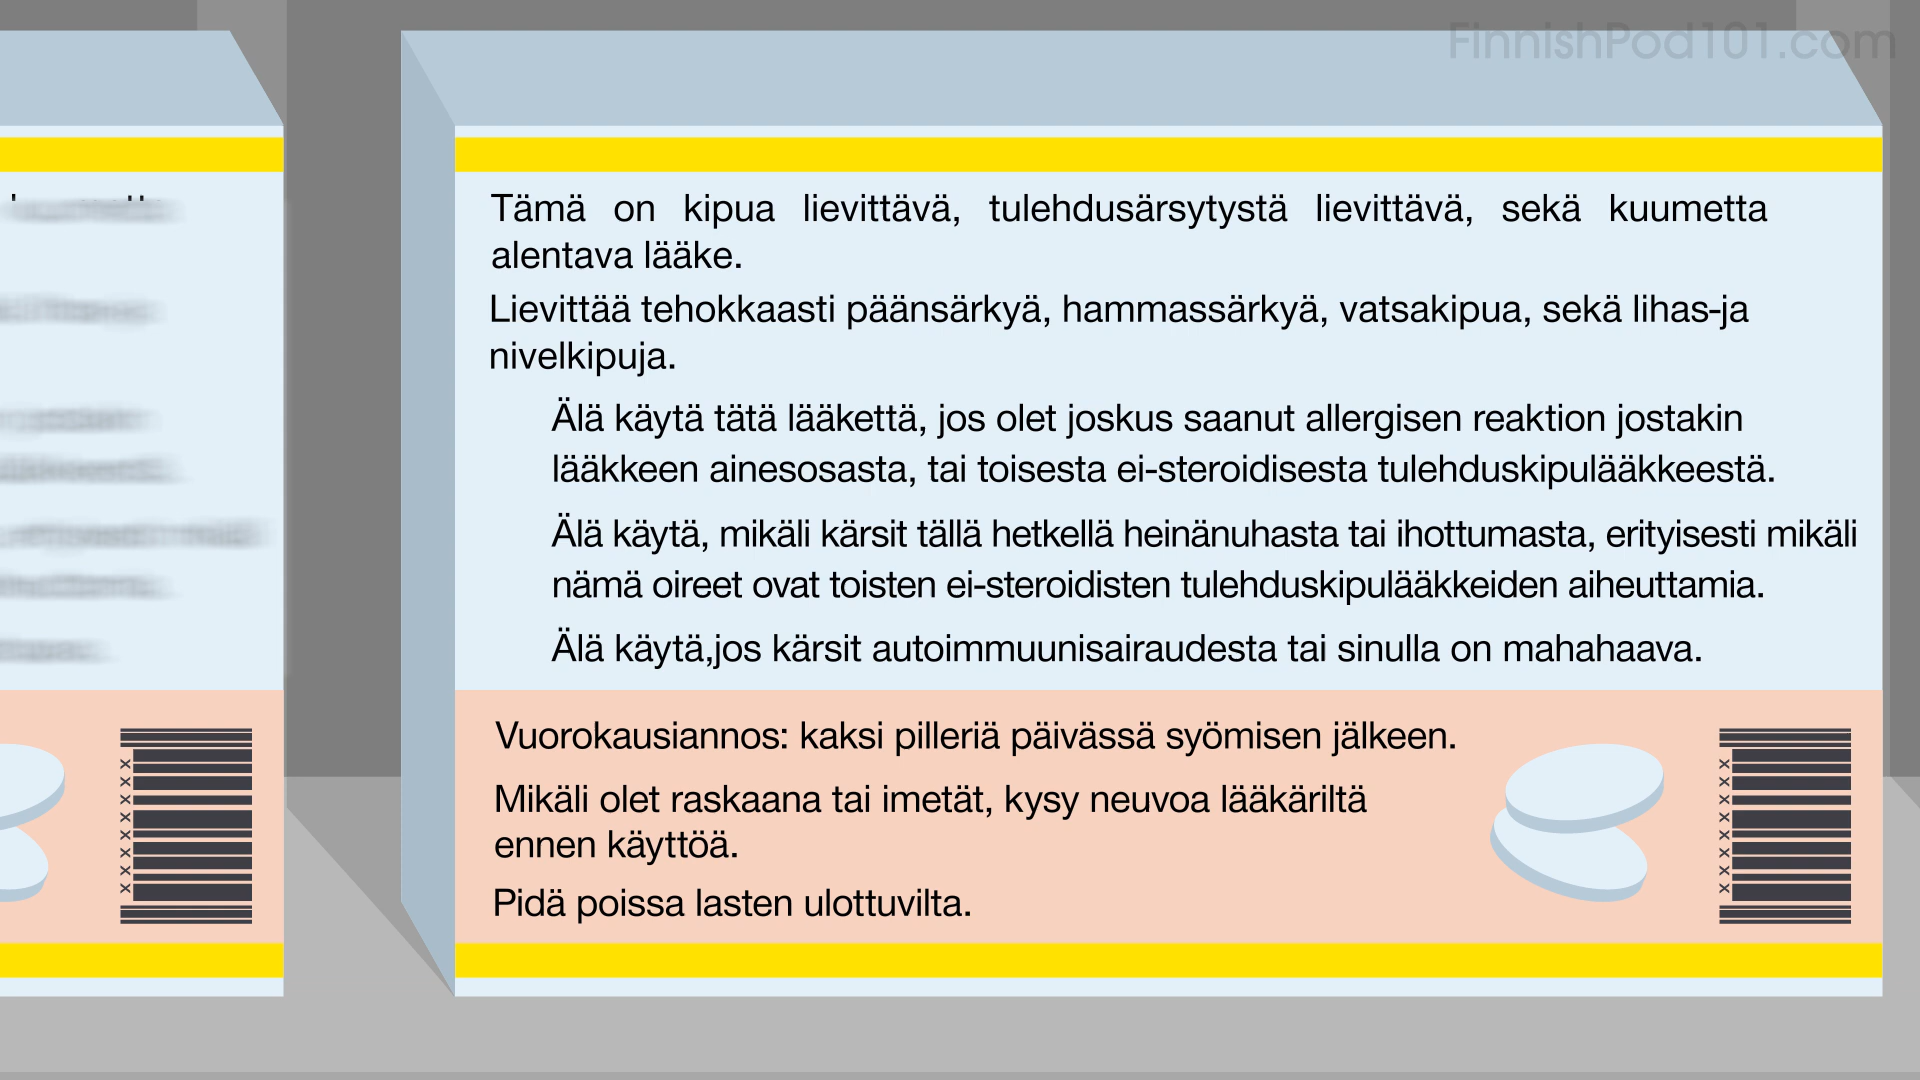 FinnishPod101.com
Tämä on kipua lievittävä, tulehdusärsytystä lievittävä, sekä kuumetta
alentava lääke.
Lievittää tehokkaasti päänsärkyä, hammassärkyä, vatsakipua, sekä lihas-ja
nivelkipuja.
Älä käytä tätä lääkettä, jos olet joskus saanut allergisen reaktion jostakin
lääkkeen ainesosasta, tai toisesta ei-steroidisesta tulehduskipulääkkeestä.
Älä käytä, mikäli kärsit tällä hetkellä heinänuhasta tai ihottumasta, erityisesti mikäli
nämä oireet ovat toisten ei-steroidisten tulehduskipulääkkeiden aiheuttamia.
Älä käytä,jos kärsit autoimmuunisairaudesta tai sinulla on mahahaava.
Vuorokausiannos: kaksi pilleriä päivässä syömisen jälkeen.
Mikäli olet raskaana tai imetät, kysy neuvoa lääkäriltä
ennen käyttöä.
Pidä poissa lasten ulottuvilta.
x x x x x x x x
x x x x x x x x